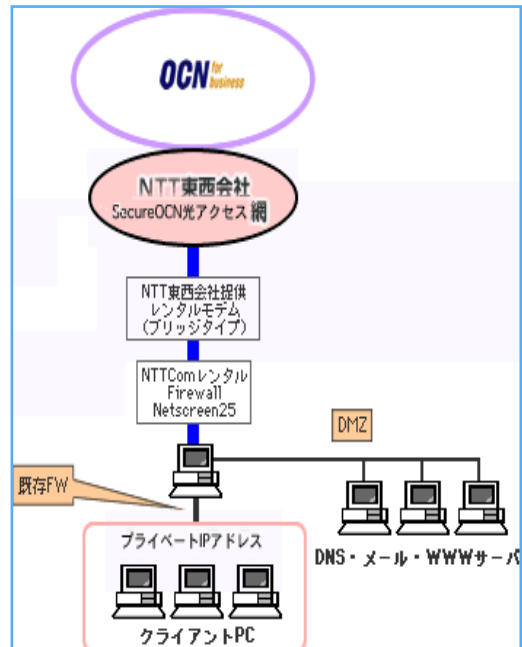 OCN for business
NTT東西会社
SecureOCN光アクセス網
NTT東西会社提供
レンタルモデム
(ブリッジタイプ)
NTTComレンタル
Firewall
Netscreen25
DMZ
既存FW
プライベートIPアドレス
DNS・メール・WWWサーバ
クライアントPC